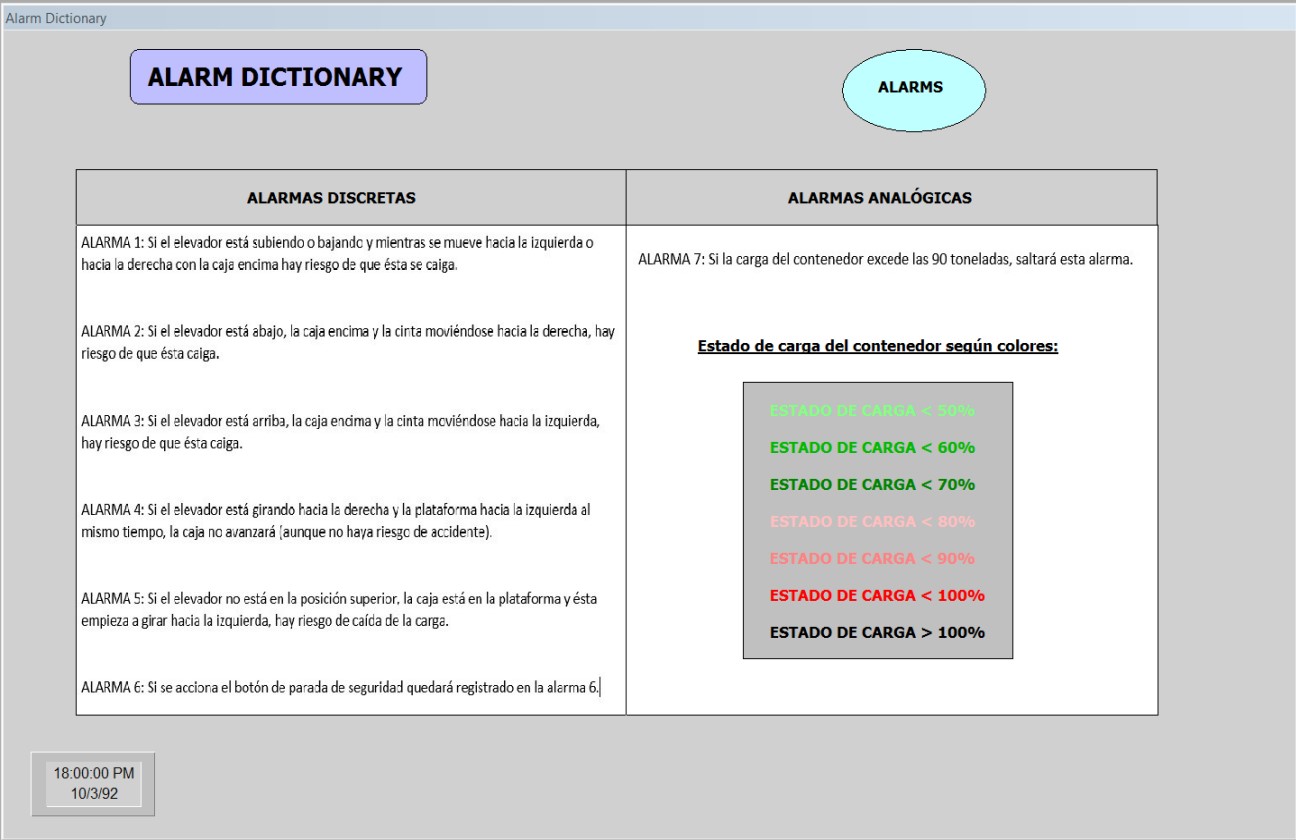 Alarm Dictionary
ALARM DICTIONARY
ALARMS
ALARMAS DISCRETAS
ALARMA 1: Si el elevador está subiendo o bajando y mientras se mueve hacia la izquierda o
hacia la derecha con la caja encima hay riesgo de que ésta se caiga.
ALARMA 2: Si el elevador está abajo, la caja encima y la cinta moviéndose hacia la derecha, hay
riesgo de que ésta caiga.
ALARMA 3: Si el elevador está arriba, la caja encima y la cinta moviéndose hacia la izquierda,
hay riesgo de que ésta caiga.
ALARMA 4: Si el elevador está girando hacia la derecha y la plataforma hacia la izquierda al
mismo tiempo, la caja no avanzará (aunque no haya riesgo de accidente).
ALARMA 5: Si el elevador no está en la posición superior, la caja está en la plataforma y ésta
empieza a girar hacia la izquierda, hay riesgo de caída de la carga.
ALARMA 6: Si se acciona el botón de parada de seguridad quedará registrado en la alarma 6.
ALARMAS ANALÓGICAS
ALARMA 7: Si la carga del contenedor excede las 90 toneladas, saltará esta alarma.
Estado de carga del contenedor según colores:
ESTADO DE CARGA < 50%
ESTADO DE CARGA < 60%
ESTADO DE CARGA < 70%
ESTADO DE CARGA < 80%
ESTADO DE CARGA < 90%
ESTADO DE CARGA < 100%
ESTADO DE CARGA > 100%
18:00:00 PM
10/3/92